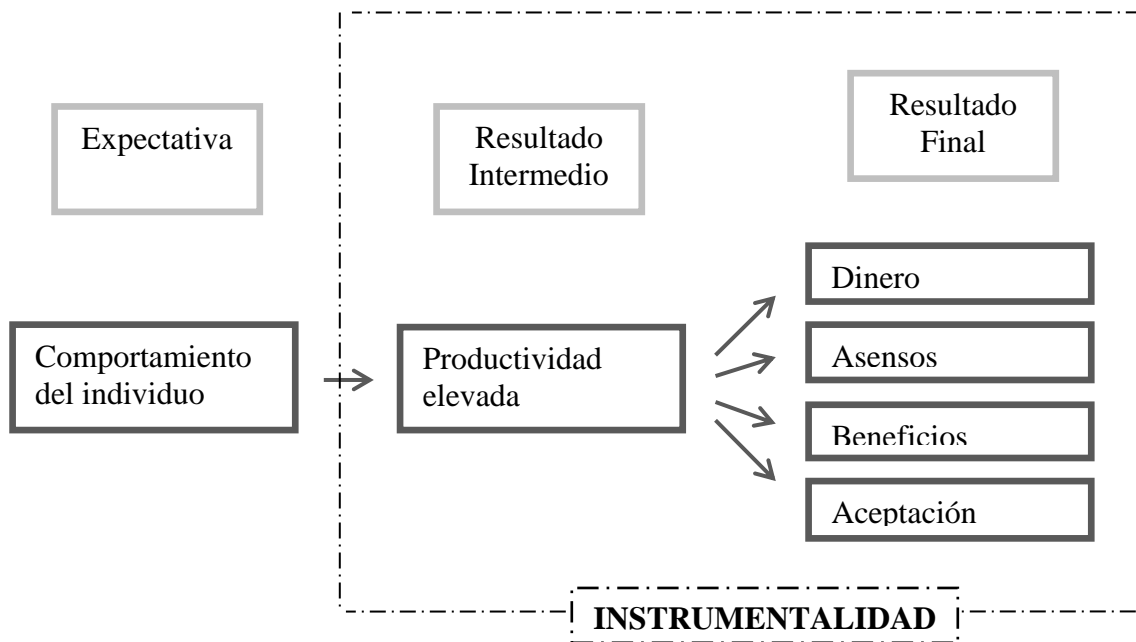 Expectativa
Resultado
Intermedio
Resultado
Final
Comportamiento
del individuo
Productividad
elevada
Dinero
Asensos
Beneficios
Aceptación
INSTRUMENTALIDAD